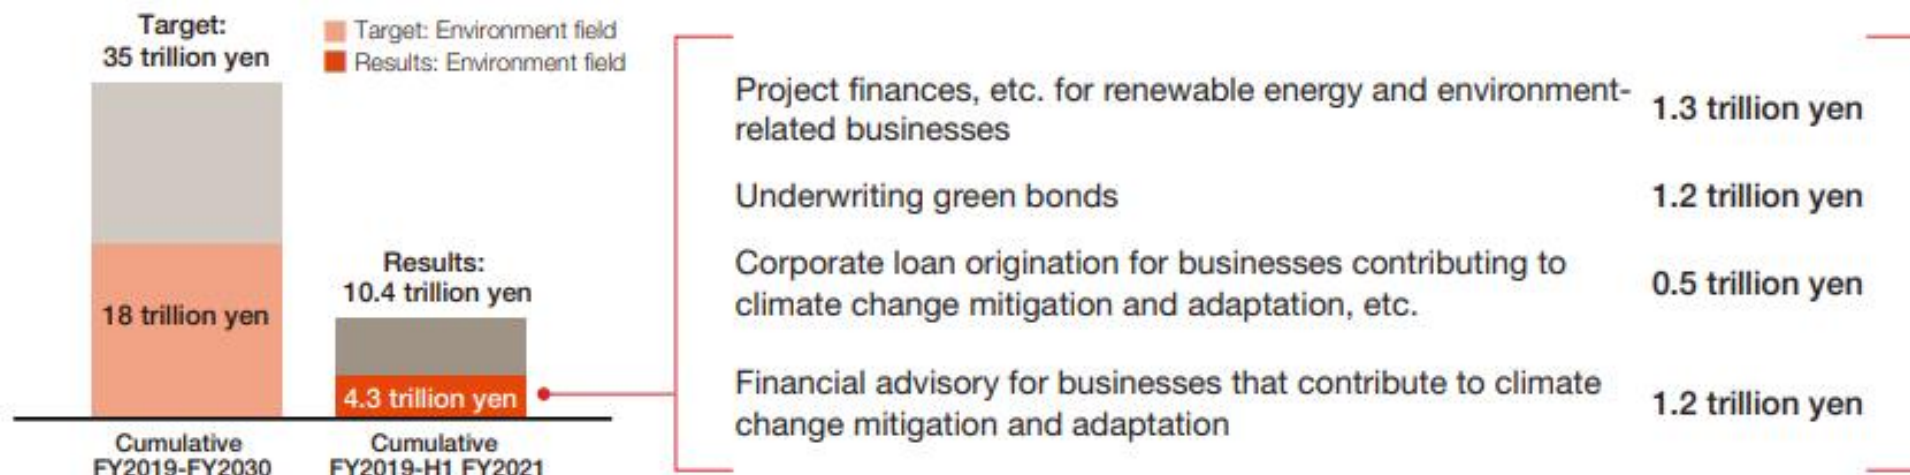 Target:
35 trillion yen
Target: Environment field
Results: Environment field
18 trillion yen
Results:
10.4 trillion yen
4.3 trillion yen
Cumulative
FY2019-FY2030
Cumulative
FY2019-H1 FY2021
Project finances, etc. for renewable energy and environment-
related businesses
1.3 trillion yen
Underwriting green bonds
1.2 trillion yen
Corporate loan origination for businesses contributing to
climate change mitigation and adaptation, etc.
0.5 trillion yen
Financial advisory for businesses that contribute to climate
change mitigation and adaptation
1.2 trillion yen